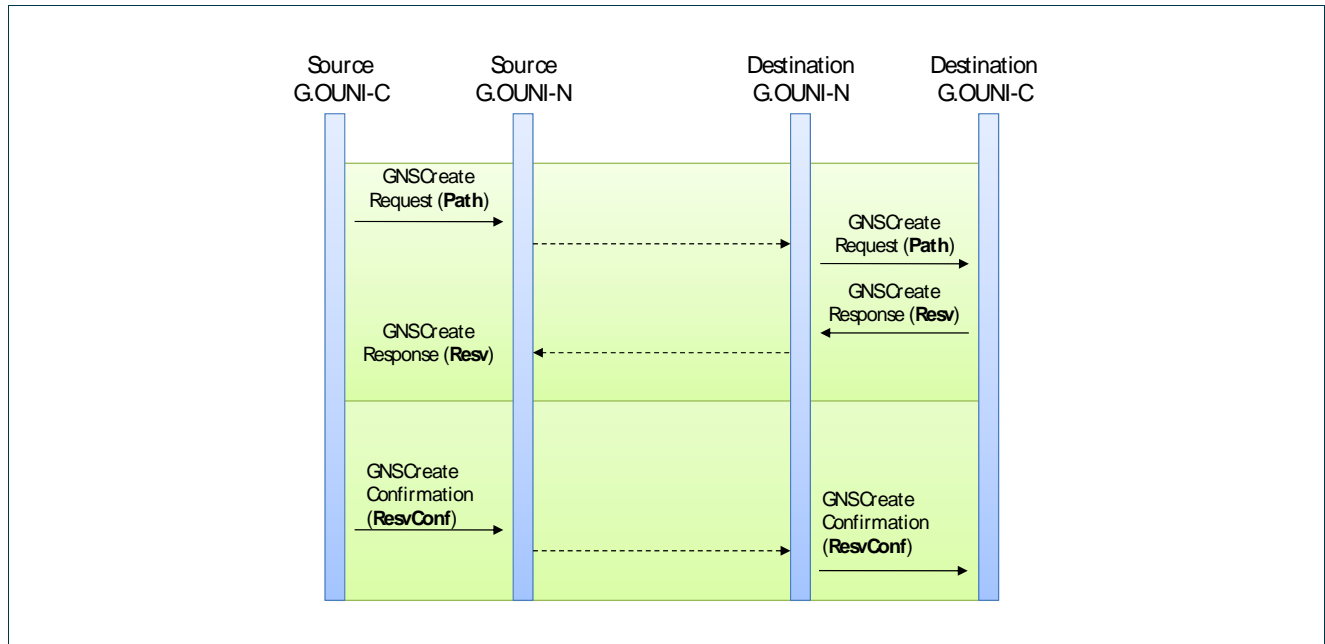 Source
G.OUNI-C
Source
G.OUNI-N
Destination
G.OUNI-N
Destination
G.OUNI-C
GNSCreate
Request (Path)
GNSCreate
Request (Path)
GNSCreate
Response (Resv)
GNSCreate
Response (Resv)
GNSCreate
Confirmation
(ResvConf)
GNSCreate
Confirmation
(ResvConf)